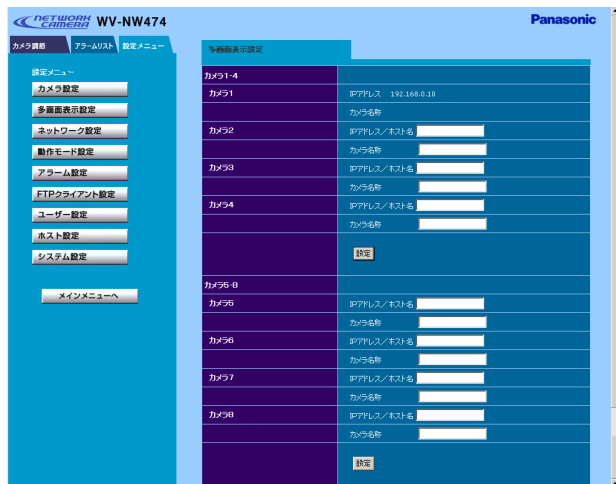 NETWORK CAMERA WV-NW474
Panasonic
カメラ調節 アラームリスト 設定メニュー
設定メニュー
カメラ設定
多画面表示設定
ネットワーク設定
動作モード設定
アラーム設定
FTPクライアント設定
ユーザー設定
ホスト設定
システム設定
メインメニューへ
多画面表示設定
カメラ1-4
カメラ1 IPアドレス 192.168.0.10
カメラ名称
カメラ2 IPアドレス／ホスト名
カメラ名称
カメラ3 IPアドレス／ホスト名
カメラ名称
カメラ4 IPアドレス／ホスト名
カメラ名称
設定
カメラ5-8
カメラ5 IPアドレス／ホスト名
カメラ名称
カメラ6 IPアドレス／ホスト名
カメラ名称
カメラ7 IPアドレス／ホスト名
カメラ名称
カメラ8 IPアドレス／ホスト名
カメラ名称
設定